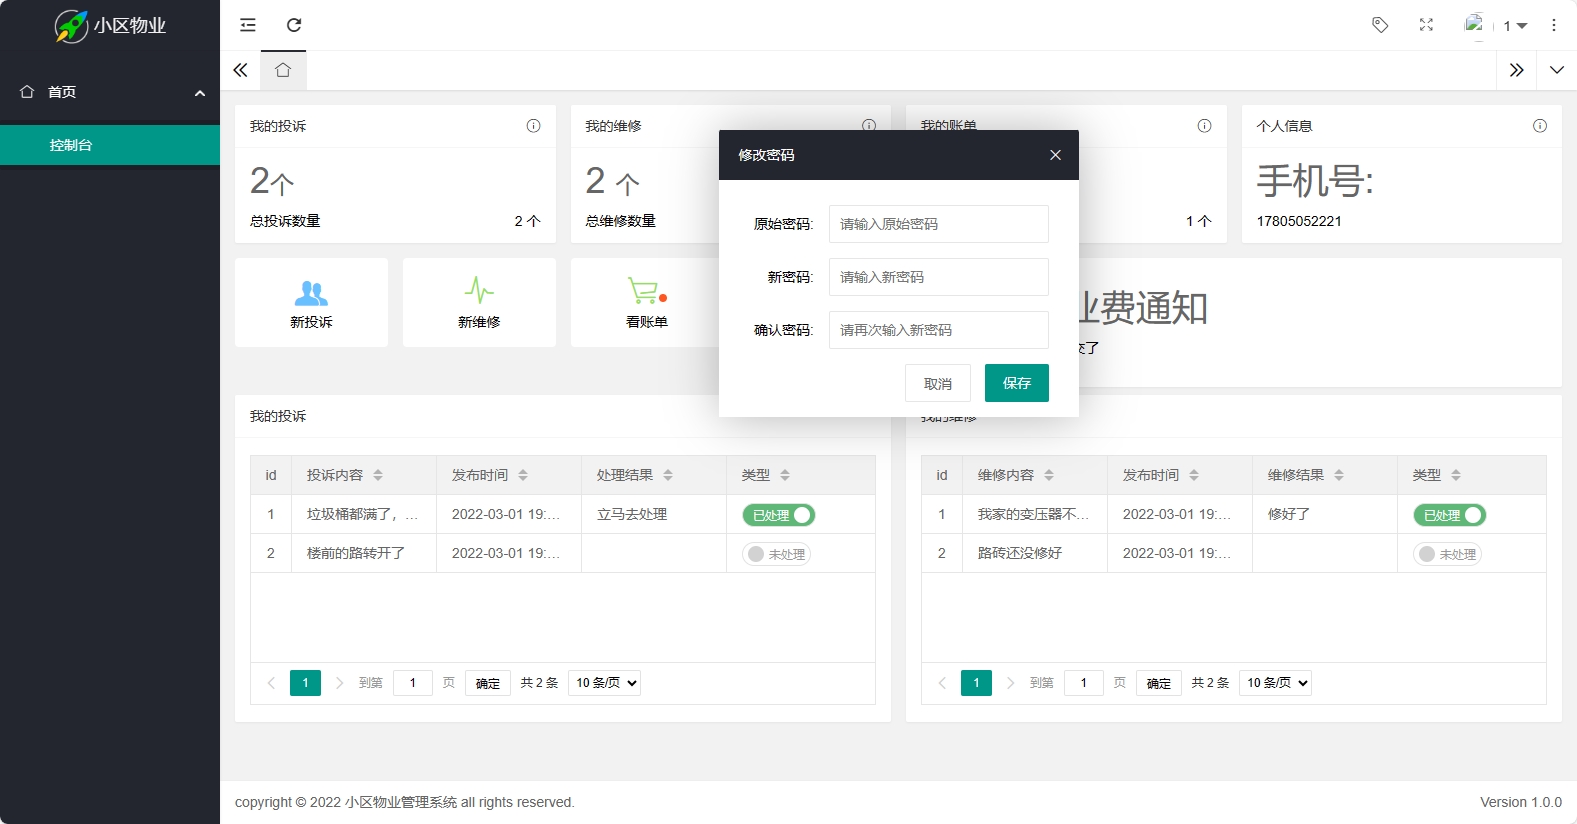 小区物业
1
首页
控制台
我的投诉
我的维修
我的账单
个人信息
2个
2 个
手机号:
总投诉数量
2 个
总维修数量
1 个
17805052221
修改密码
原始密码:
请输入原始密码
新密码:
请输入新密码
确认密码:
请再次输入新密码
取消
保存
新投诉
新维修
看账单
业费通知
交了
我的投诉
我的维修
id 投诉内容 发布时间 处理结果 类型
1 垃圾桶都满了，... 2022-03-01 19:... 立马去处理 已处理
2 楼前的路转开了 2022-03-01 19:... 未处理
1 到第 1 页 确定 共 2 条 10 条/页
id 维修内容 发布时间 维修结果 类型
1 我家的变压器不... 2022-03-01 19:... 修好了 已处理
2 路砖还没修好 2022-03-01 19:... 未处理
1 到第 1 页 确定 共 2 条 10 条/页
copyright © 2022 小区物业管理系统 all rights reserved.
Version 1.0.0